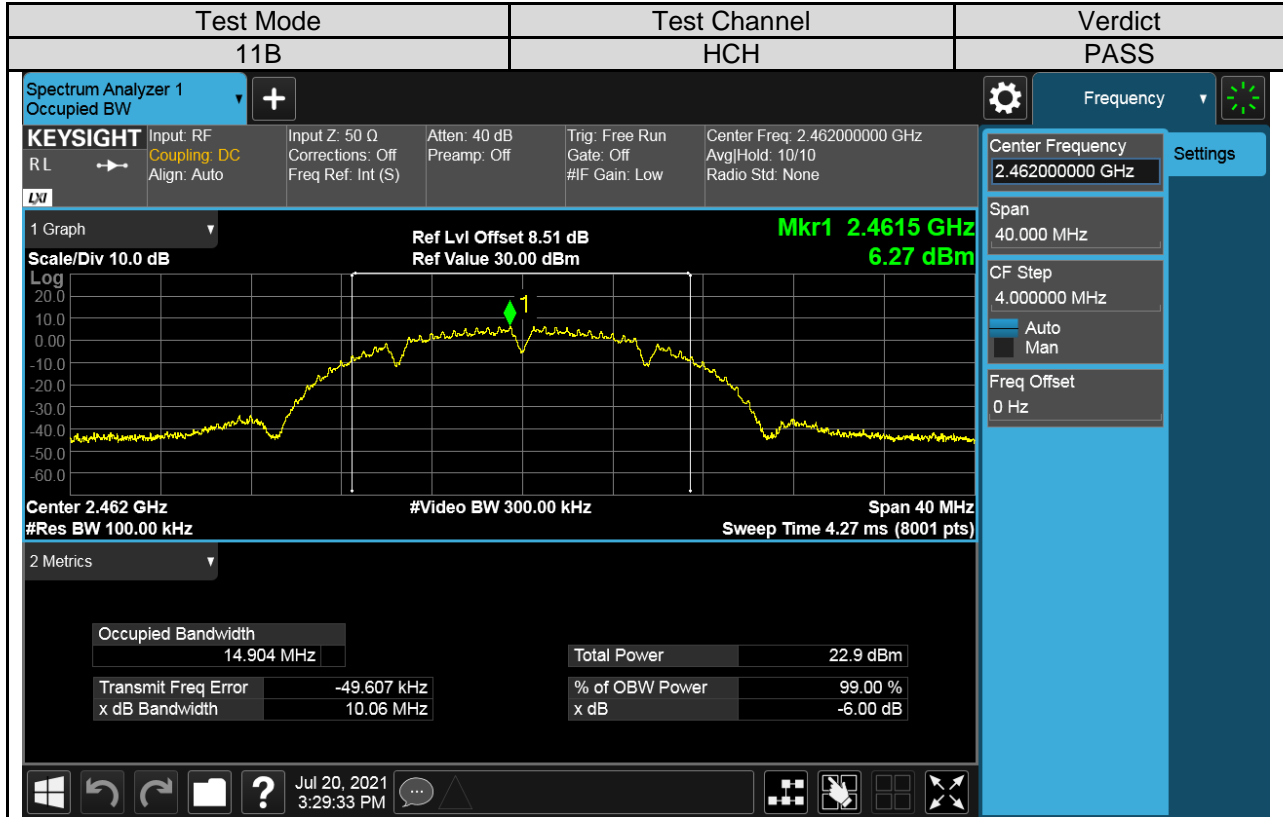 Test Mode Test Channel Verdict
11B HCH PASS
Spectrum Analyzer 1
Occupied BW
Frequency
KEYSIGHT Input: RF Input Z: 50 Ω Atten: 40 dB Trig: Free Run Center Freq: 2.462000000 GHz
RL Coupling: DC Corrections: Off Preamp: Off Gate: Off Avg|Hold: 10/10
Align: Auto Freq Ref: Int (S) #IF Gain: Low Radio Std: None
LXI
Center Frequency
2.462000000 GHz
Settings
Span
40.000 MHz
CF Step
4.000000 MHz
Auto
Man
Freq Offset
0 Hz
1 Graph
Ref Lvl Offset 8.51 dB
Mkr1 2.4615 GHz
Scale/Div 10.0 dB Ref Value 30.00 dBm 6.27 dBm
Log
20.0
10.0
0.00
-10.0
-20.0
-30.0
-40.0
-50.0
-60.0
1
Center 2.462 GHz #Video BW 300.00 kHz Span 40 MHz
#Res BW 100.00 kHz Sweep Time 4.27 ms (8001 pts)
2 Metrics
Occupied Bandwidth
14.904 MHz Total Power 22.9 dBm
Transmit Freq Error -49.607 kHz % of OBW Power 99.00 %
x dB Bandwidth 10.06 MHz x dB -6.00 dB
Jul 20, 2021
3:29:33 PM